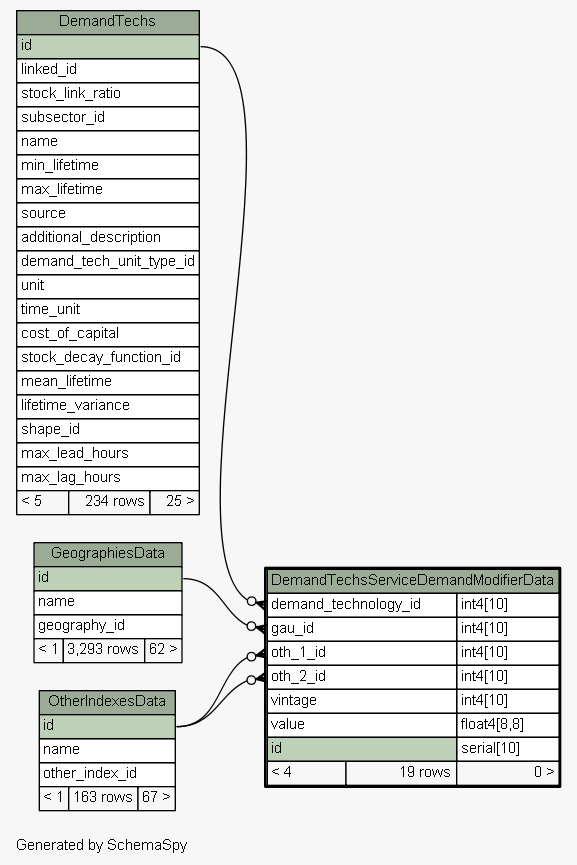 DemandTechs
id
linked_id
stock_link_ratio
subsector_id
name
min_lifetime
max_lifetime
source
additional_description
demand_tech_unit_type_id
unit
time_unit
cost_of_capital
stock_decay_function_id
mean_lifetime
lifetime_variance
shape_id
max_lead_hours
max_lag_hours
< 5 234 rows 25 >
GeographiesData
id
name
geography_id
< 1 3,293 rows 62 >
DemandTechsServiceDemandModifierData
demand_technology_id int4[10]
gau_id int4[10]
oth_1_id int4[10]
oth_2_id int4[10]
vintage int4[10]
value float4[8,8]
id serial[10]
< 4 19 rows 0 >
OtherIndexesData
id
name
other_index_id
< 1 163 rows 67 >
Generated by SchemaSpy